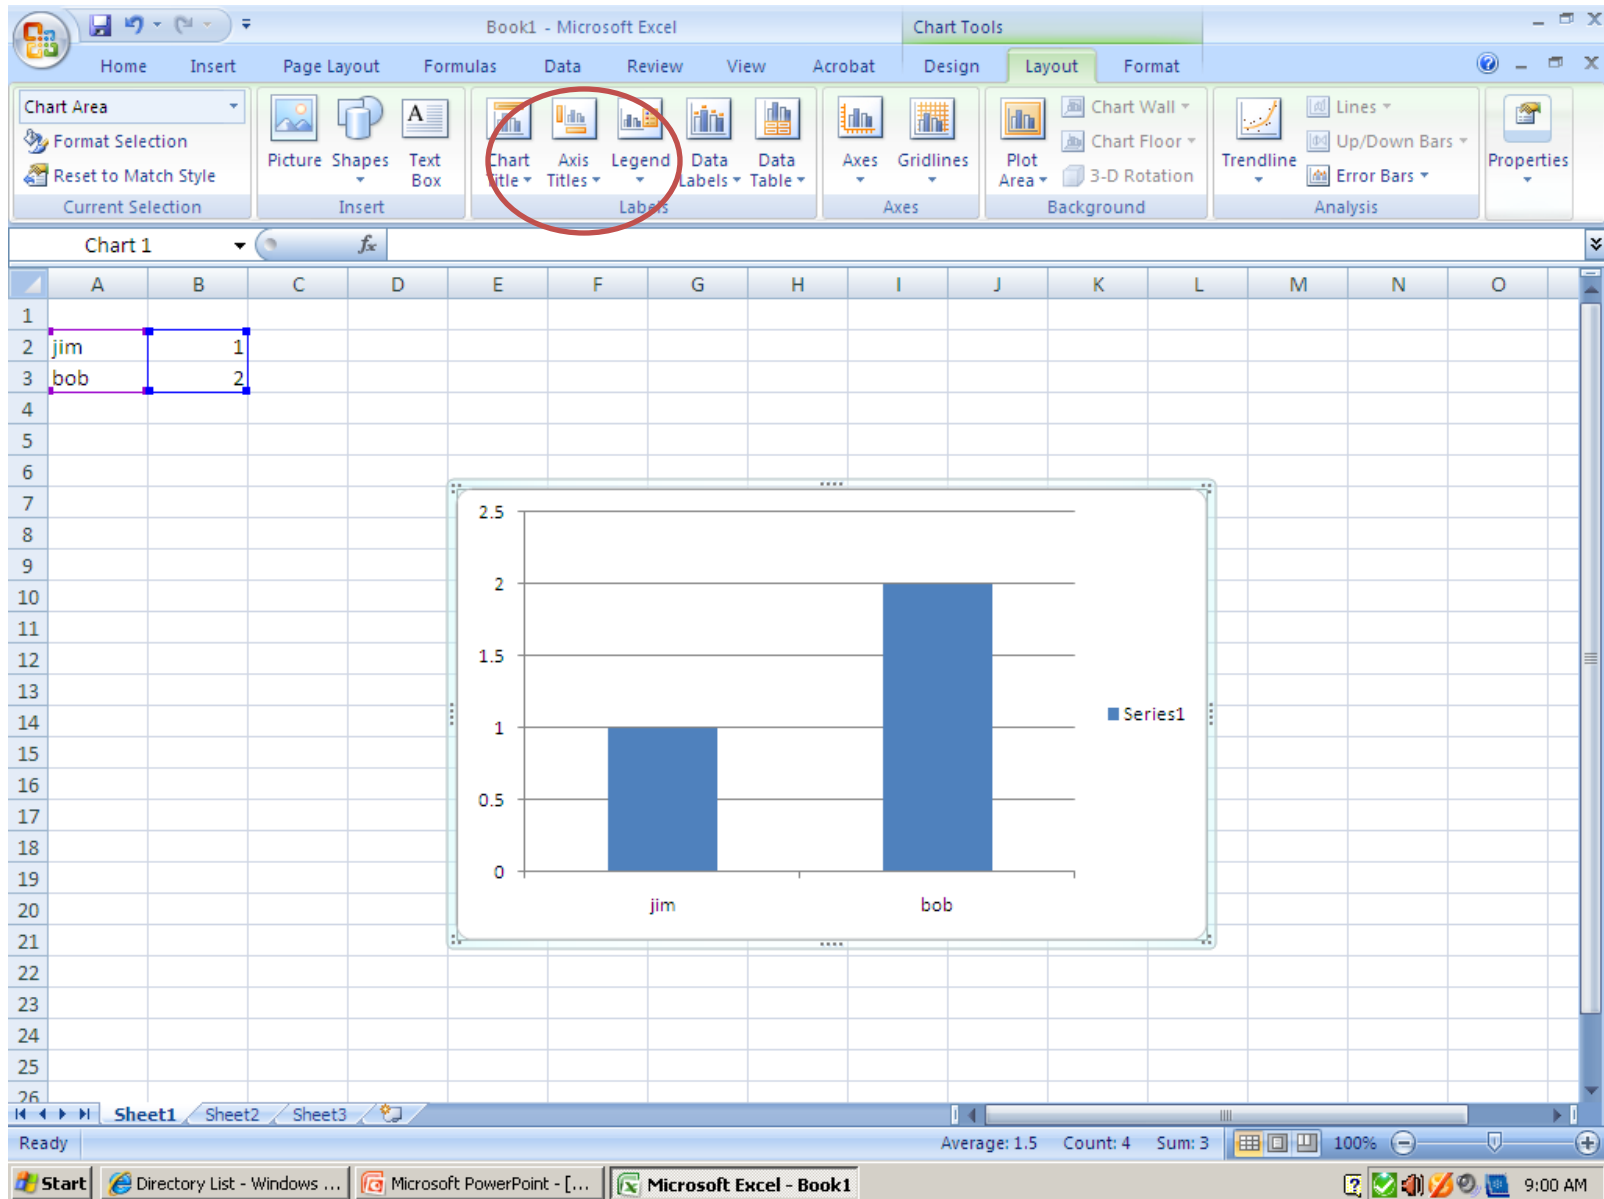 Book1 - Microsoft Excel
Chart Tools
Home Insert Page Layout Formulas Data Review View Acrobat Design Layout Format
Chart Area
Format Selection
Reset to Match Style
Current Selection
Picture Shapes Text Box
Insert
Chart Title Axis Titles Legend Data Labels Data Table
Labels
Axes Gridlines
Axes
Plot Area
Chart Wall
Chart Floor
3-D Rotation
Background
Trendline
Lines
Up/Down Bars
Error Bars
Analysis
Properties
Chart 1 fx
A B C D E F G H I J K L M N O
1
2 jim 1
3 bob 2
4
5
6
7
8
9
10
11
12
13
14
15
16
17
18
19
20
21
22
23
24
25
26
2.5
2
1.5
1
0.5
0
jim bob
Series1
Sheet1 Sheet2 Sheet3
Ready Average: 1.5 Count: 4 Sum: 3 100%
Start Directory List - Windows ... Microsoft PowerPoint - [... Microsoft Excel - Book1 9:00 AM